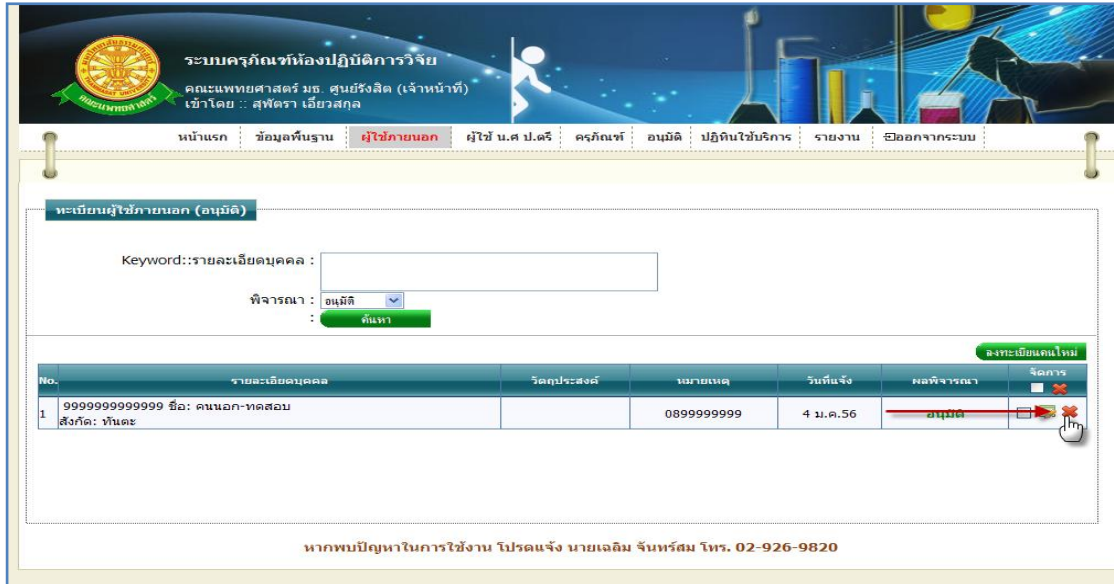 ระบบครุภัณฑ์ห้องปฏิบัติการวิจัย
คณะแพทยศาสตร์ มธ. ศูนย์รังสิต (เจ้าหน้าที่)
เข้าโดย :: สุพัตรา เอียวสกุล
หน้าแรก ข้อมูลพื้นฐาน ผู้ใช้ภายนอก ผู้ใช้ น.ศ ป.ตรี ครุภัณฑ์ อนุมัติ ปฏิทินใช้บริการ รายงาน ออกจากระบบ
ทะเบียนผู้ใช้ภายนอก (อนุมัติ)
Keyword::รายละเอียดบุคคล :
พิจารณา : อนุมัติ
: ค้นหา
ลงทะเบียนคนใหม่
No. รายละเอียดบุคคล วัตถุประสงค์ หมายเหตุ วันที่แจ้ง ผลพิจารณา จัดการ
1 9999999999999 ชื่อ: คนนอก-ทดสอบ 0899999999 4 ม.ค.56 อนุมัติ
สังกัด: ทันตะ
หากพบปัญหาในการใช้งาน โปรดแจ้ง นายเฉลิม จันทร์สม โทร. 02-926-9820